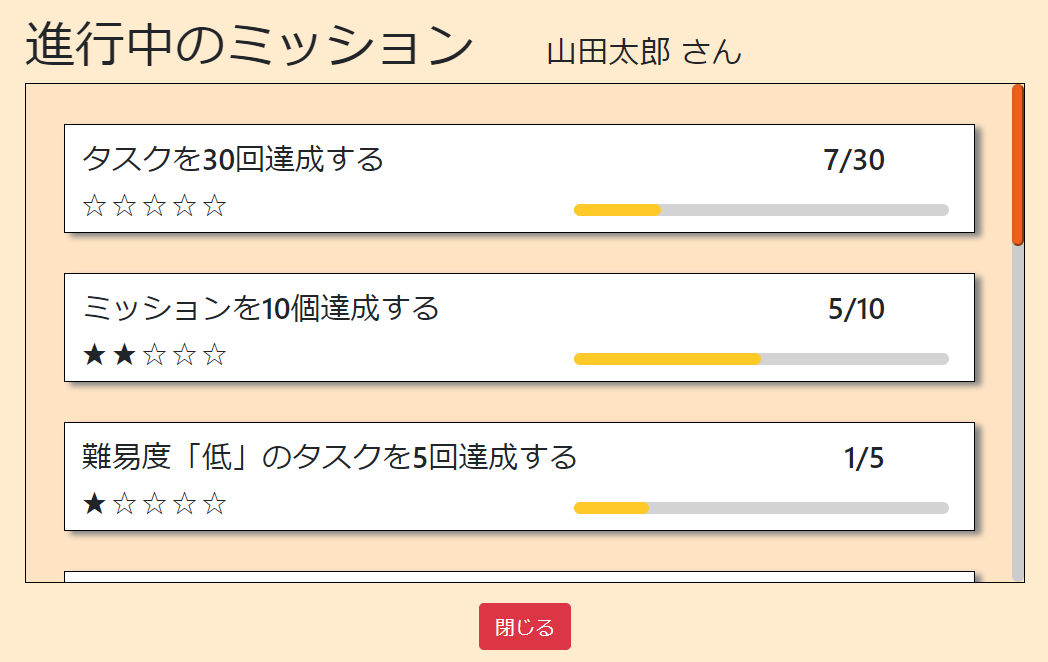 進行中のミッション 山田太郎 さん
タスクを30回達成する 7/30
☆☆☆☆☆
ミッションを10個達成する 5/10
★★☆☆☆
難易度「低」のタスクを5回達成する 1/5
★☆☆☆☆
閉じる